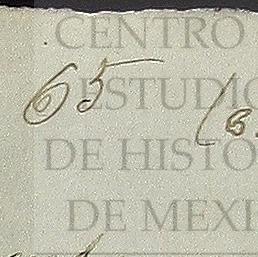 CENTRO
65 ESTUDIO
DE HISTO
DE MEXI